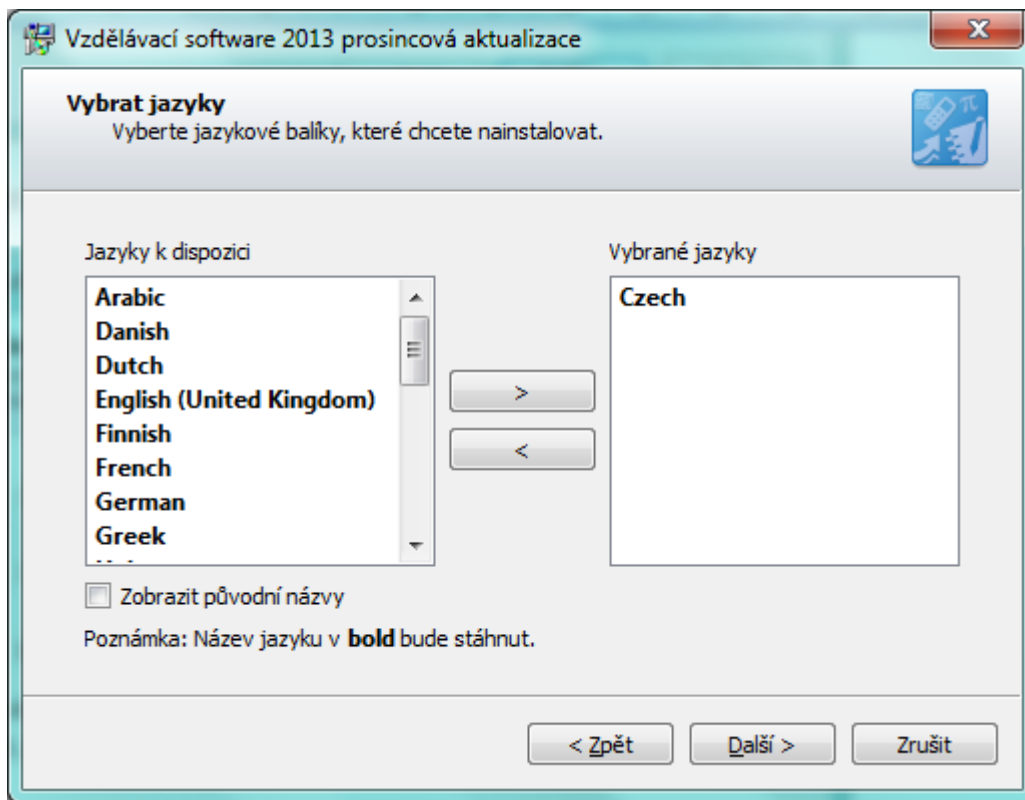 Vzdělávací software 2013 prosincová aktualizace
Vybrat jazyky
Vyberte jazykové balíky, které chcete nainstalovat.
Jazyky k dispozici
Arabic
Danish
Dutch
English (United Kingdom)
Finnish
French
German
Greek
>
<
Vybrané jazyky
Czech
Zobrazit původní názvy
Poznámka: Název jazyku v bold bude stáhnut.
< Zpět
Další >
Zrušit